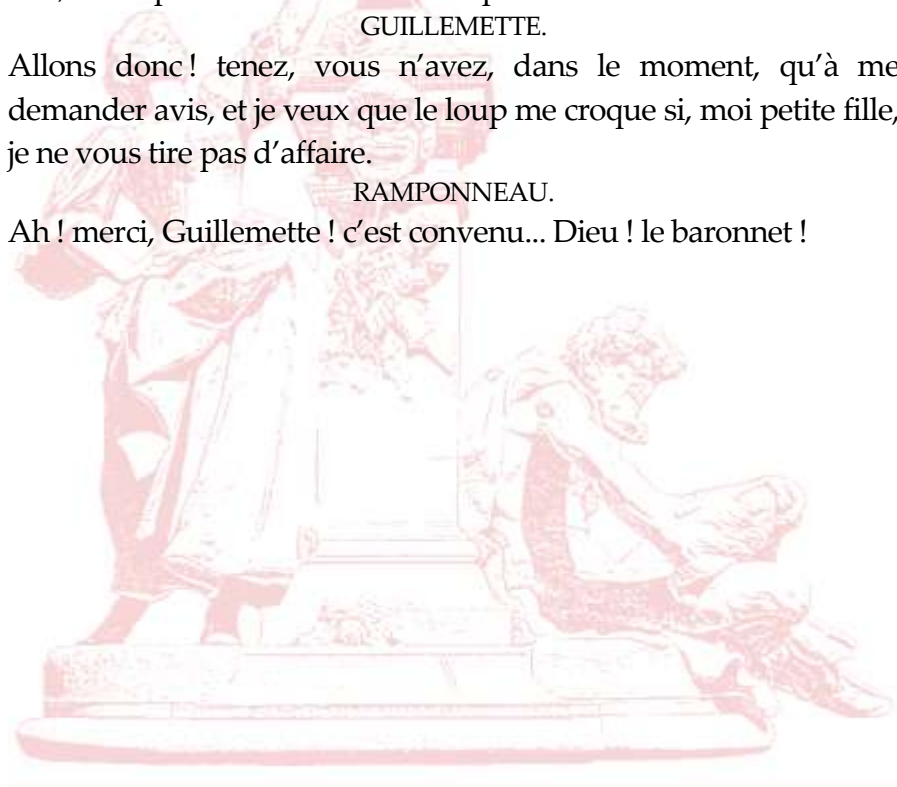 GUILLEMETTE.
Allons donc ! tenez, vous n’avez, dans le moment, qu’à me
demander avis, et je veux que le loup me croque si, moi petite fille,
je ne vous tire pas d’affaire.
RAMPONNEAU.
Ah ! merci, Guillemette ! c’est convenu... Dieu ! le baronnet !